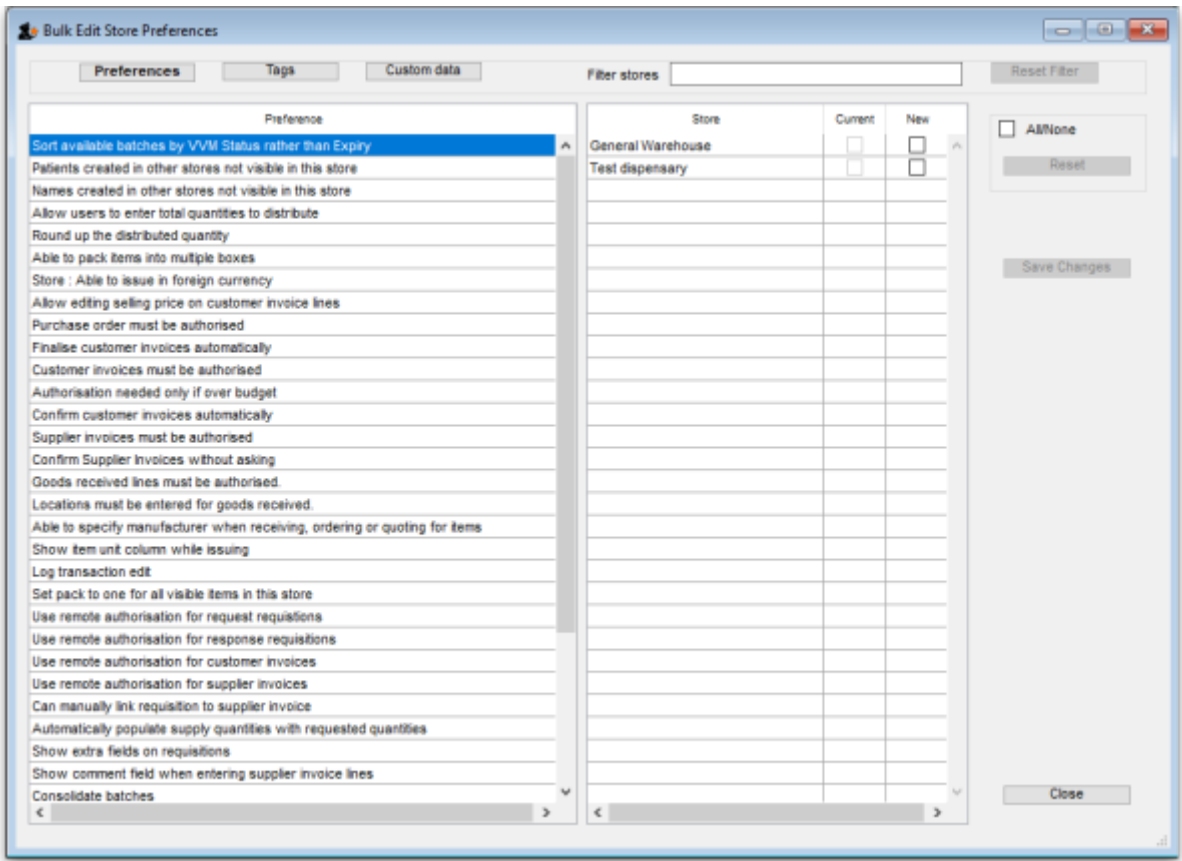 Bulk Edit Store Preferences
Preferences Tags Custom data Filter stores Reset Filter
Preference Store Current New
All/None
Sort available batches by VVM Status rather than Expiry General Warehouse
Patients created in other stores not visible in this store Test dispensary Reset
Names created in other stores not visible in this store
Allow users to enter total quantities to distribute
Round up the distributed quantity
Able to pack items into multiple boxes
Save Changes
Store : Able to issue in foreign currency
Allow editing selling price on customer invoice lines
Purchase order must be authorised
Finalise customer invoices automatically
Customer invoices must be authorised
Authorisation needed only if over budget
Confirm customer invoices automatically
Supplier invoices must be authorised
Confirm Supplier Invoices without asking
Goods received lines must be authorised.
Locations must be entered for goods received.
Able to specify manufacturer when receiving, ordering or quoting for items
Show item unit column while issuing
Log transaction edit
Set pack to one for all visible items in this store
Use remote authorisation for request requistions
Use remote authorisation for response requisitions
Use remote authorisation for customer invoices
Use remote authorisation for supplier invoices
Can manually link requisition to supplier invoice
Automatically populate supply quantities with requested quantities
Show extra fields on requisitions
Show comment field when entering supplier invoice lines
Consolidate batches Close